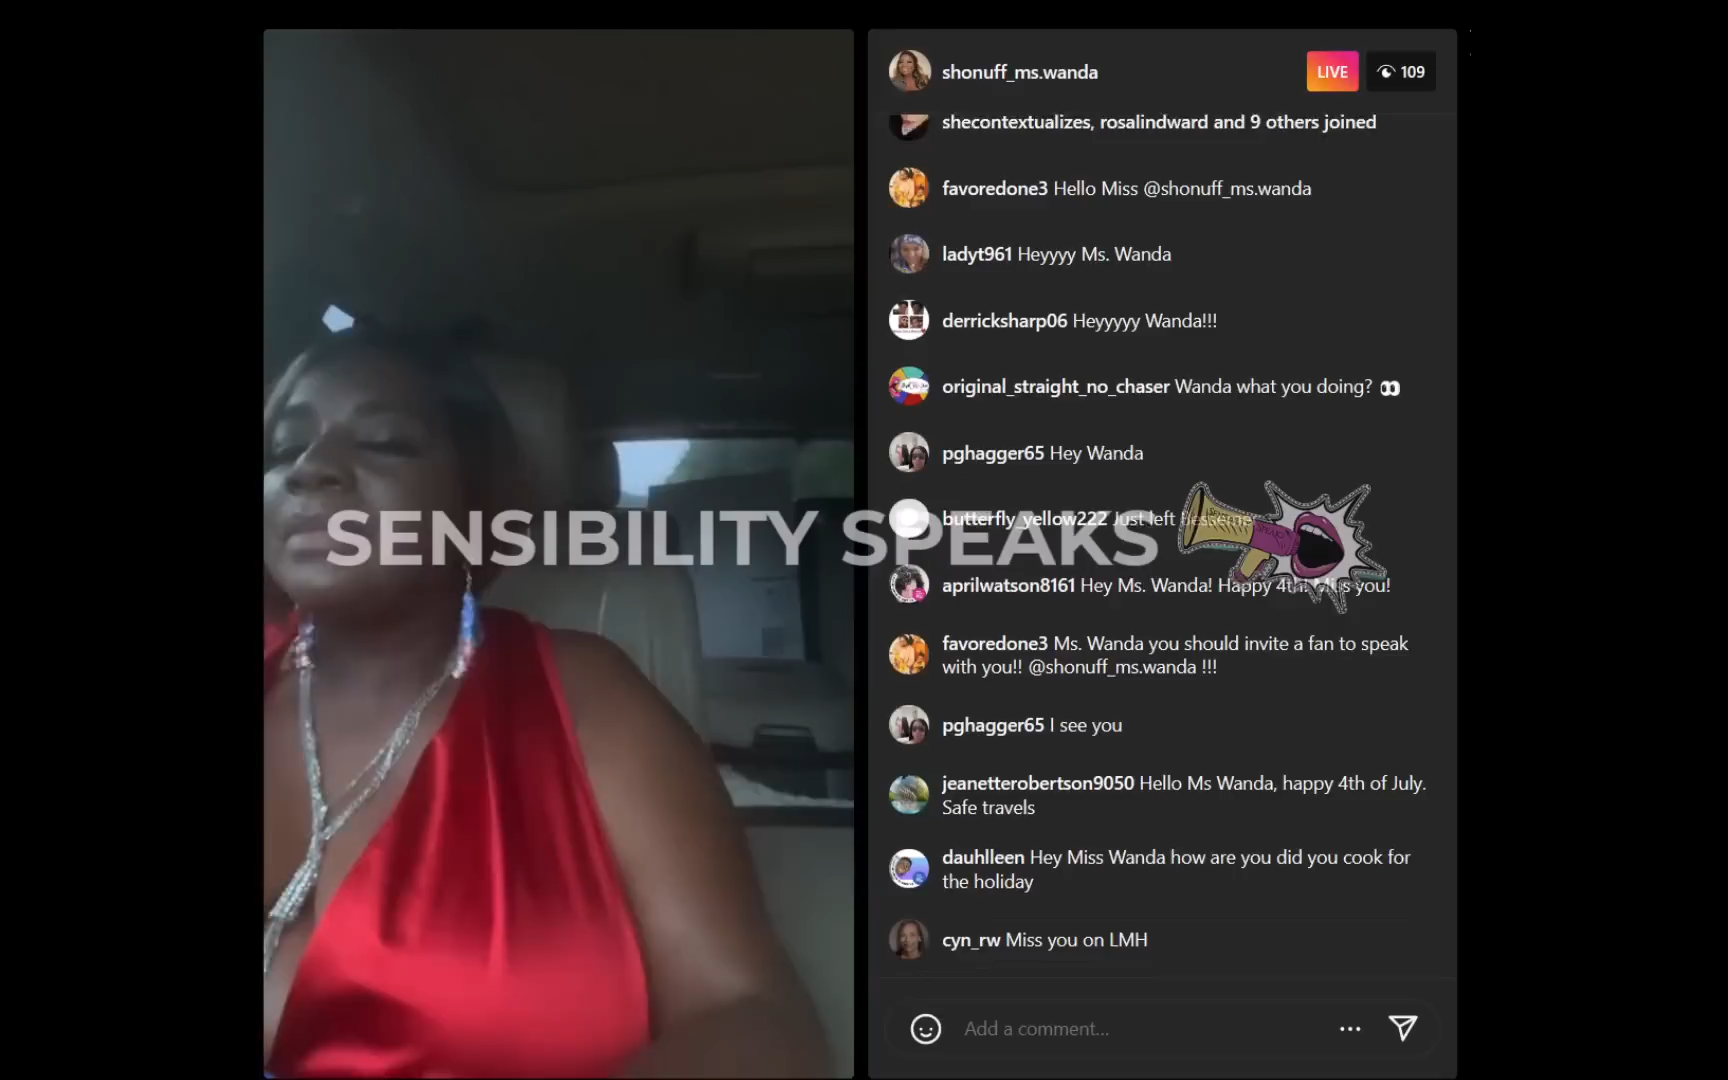 shonuff_ms.wanda
LIVE
109
shecontextualizes, rosalindward and 9 others joined
favoredone3 Hello Miss @shonuff_ms.wanda
ladyt961 Heyyyy Ms. Wanda
derricksharp06 Heyyyyy Wanda!!!
original_straight_no_chaser Wanda what you doing? 👀
pghagger65 Hey Wanda
butterfly_yellow222 Just left Bessemer
SENSIBILITY SPEAKS
aprilwatson8161 Hey Ms. Wanda! Happy 4th! Miss you!
favoredone3 Ms. Wanda you should invite a fan to speak
with you!! @shonuff_ms.wanda !!!
pghagger65 I see you
jeanetterobertson9050 Hello Ms Wanda, happy 4th of July.
Safe travels
dauhlleen Hey Miss Wanda how are you did you cook for
the holiday
cyn_rw Miss you on LMH
Add a comment...